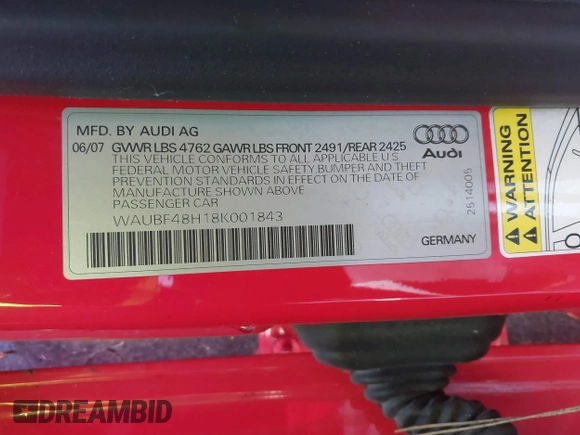 MFD. BY AUDI AG
06/07 GVWR LBS 4762 GAWR LBS FRONT 2491/REAR 2425
THIS VEHICLE CONFORMS TO ALL APPLICABLE U S
FEDERAL MOTOR VEHICLE SAFETY BUMPER AND THEFT
PREVENTION STANDARDS IN EFFECT ON THE DATE OF
MANUFACTURE SHOWN ABOVE
PASSENGER CAR
WAUBF48H18K001843
Audi
2514005
GERMANY
WARNING
ATTENTION
DREAMBID